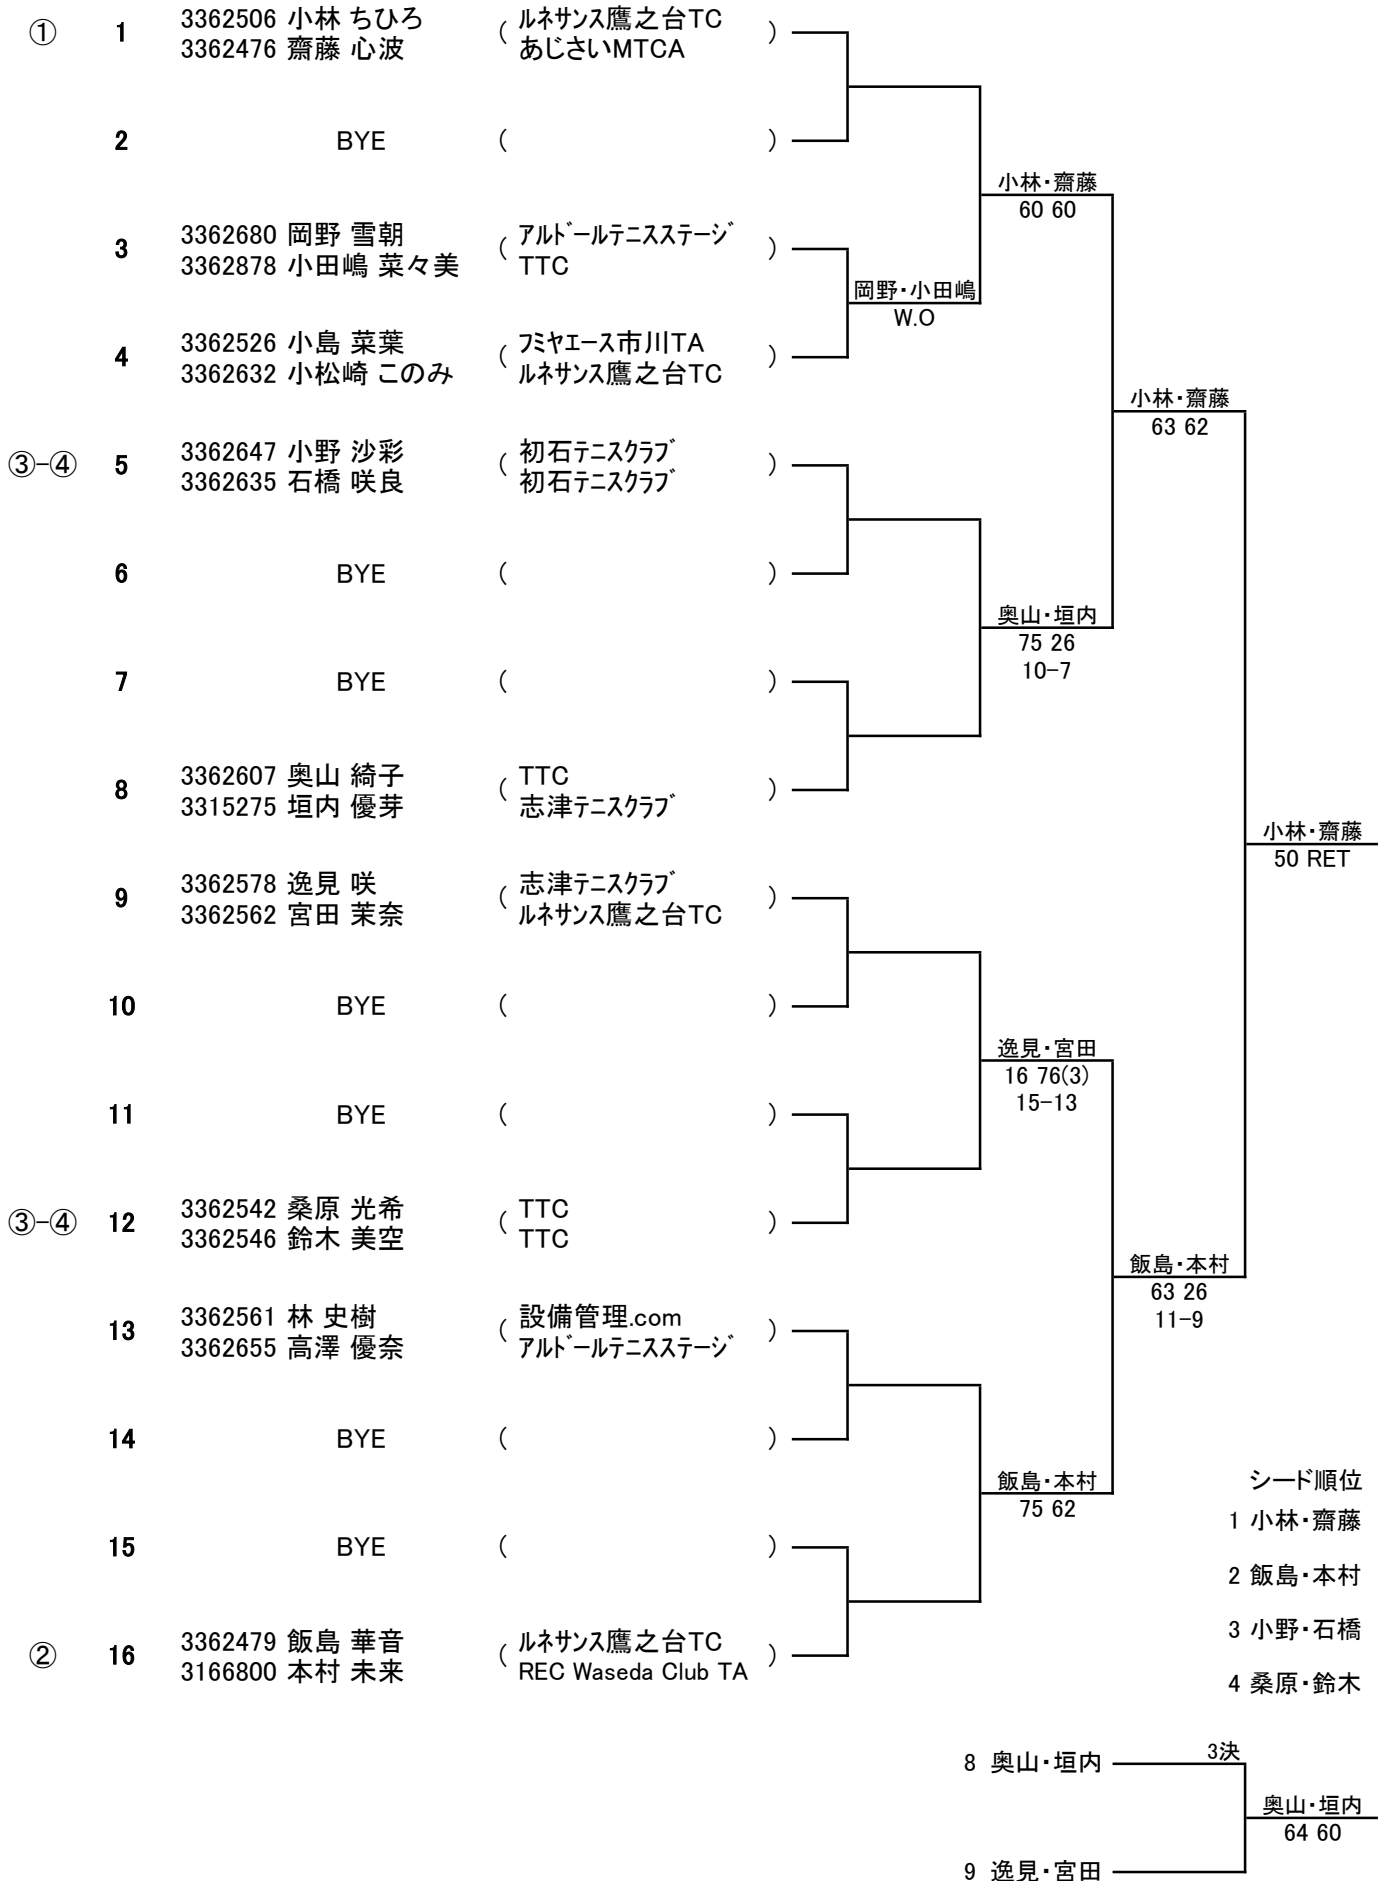 ① 1 3362506 小林 ちひろ ( ルネサンス鷹之台TC )
3362476 齋藤 心波 あじさいMTCA
2 BYE ( )
小林・齋藤
60 60
3 3362680 岡野 雪朝 ( アルドールテニスステージ )
3362878 小田嶋 菜々美 TTC
岡野・小田嶋
W.O
4 3362526 小島 菜葉 ( フミヤエース市川TA )
3362632 小松崎 このみ ルネサンス鷹之台TC
小林・齋藤
63 62
③-④ 5 3362647 小野 沙彩 ( 初石テニスクラブ )
3362635 石橋 咲良 初石テニスクラブ
6 BYE ( )
奥山・垣内
75 26
10-7
7 BYE ( )
8 3362607 奥山 綺子 ( TTC )
3315275 垣内 優芽 志津テニスクラブ
小林・齋藤
50 RET
9 3362578 逸見 咲 ( 志津テニスクラブ )
3362562 宮田 茉奈 ルネサンス鷹之台TC
10 BYE ( )
逸見・宮田
16 76(3)
15-13
11 BYE ( )
③-④ 12 3362542 桑原 光希 ( TTC )
3362546 鈴木 美空 TTC
飯島・本村
63 26
11-9
13 3362561 林 史樹 ( 設備管理.com )
3362655 高澤 優奈 アルドールテニスステージ
14 BYE ( )
飯島・本村
75 62
シード順位
1 小林・齋藤
15 BYE ( )
2 飯島・本村
3 小野・石橋
② 16 3362479 飯島 華音 ( ルネサンス鷹之台TC )
3166800 本村 未来 REC Waseda Club TA
4 桑原・鈴木
8 奥山・垣内 3決
奥山・垣内
64 60
9 逸見・宮田